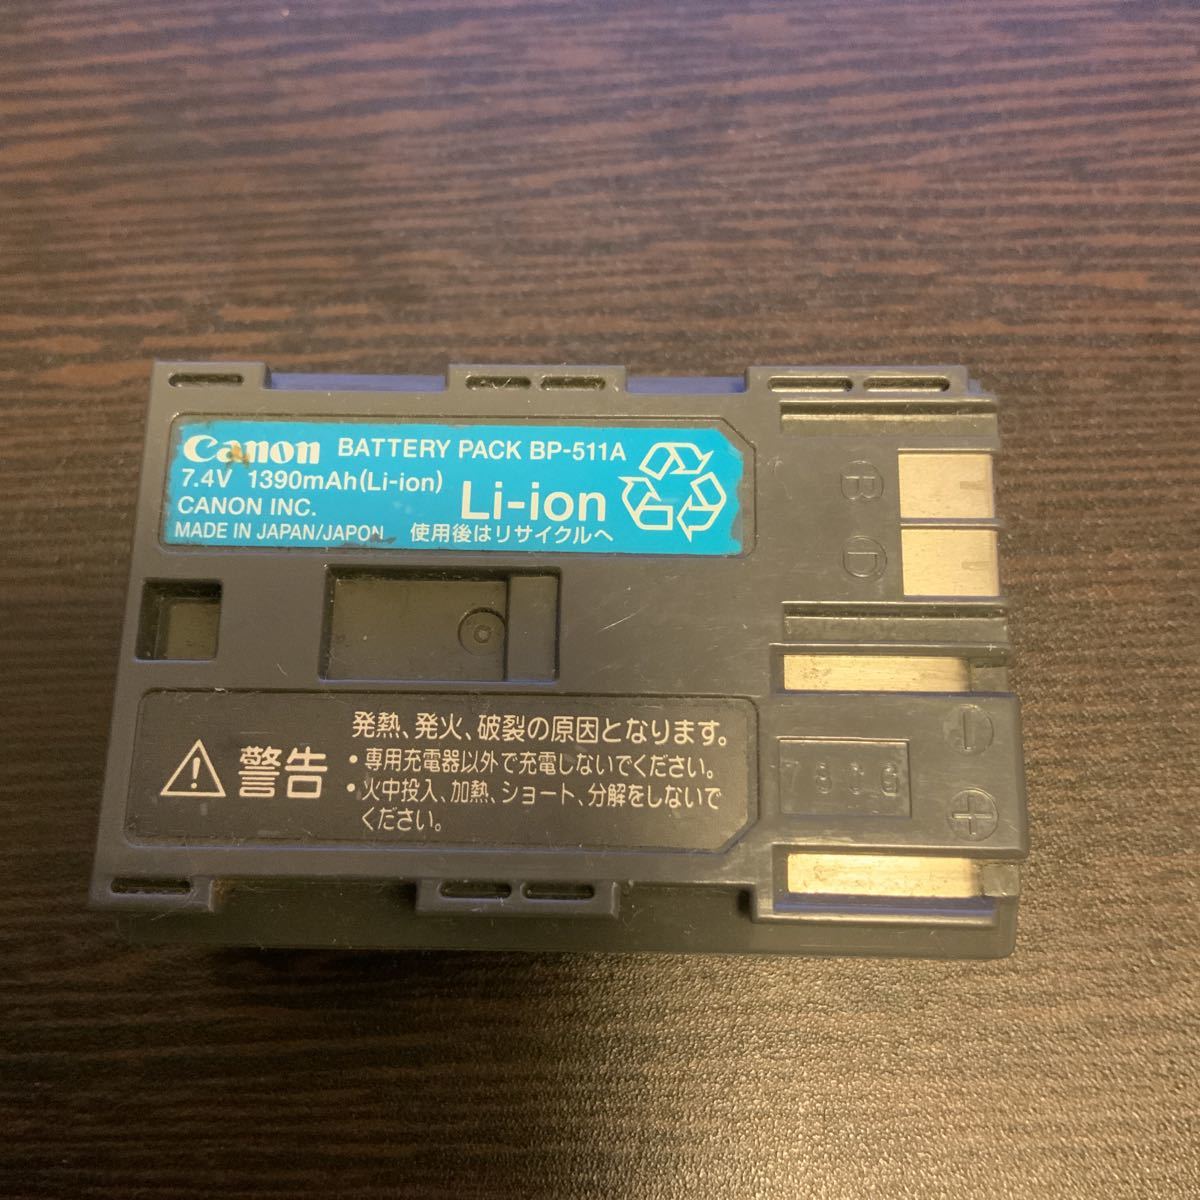 Canon BATTERY PACK BP-511A
7.4V 1390mAh(Li-ion)
CANON INC. Li-ion
MADE IN JAPAN/JAPON 使用後はリサイクルへ
B
D
発熱、発火、破裂の原因となります。
警告
・専用充電器以外で充電しないでください。
・火中投入、加熱、ショート、分解をしないで
ください。
－
＋